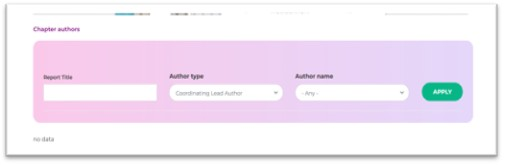 Chapter authors
Report Title
Author type
Author name
Coordinating Lead Author
- Any -
APPLY
no data